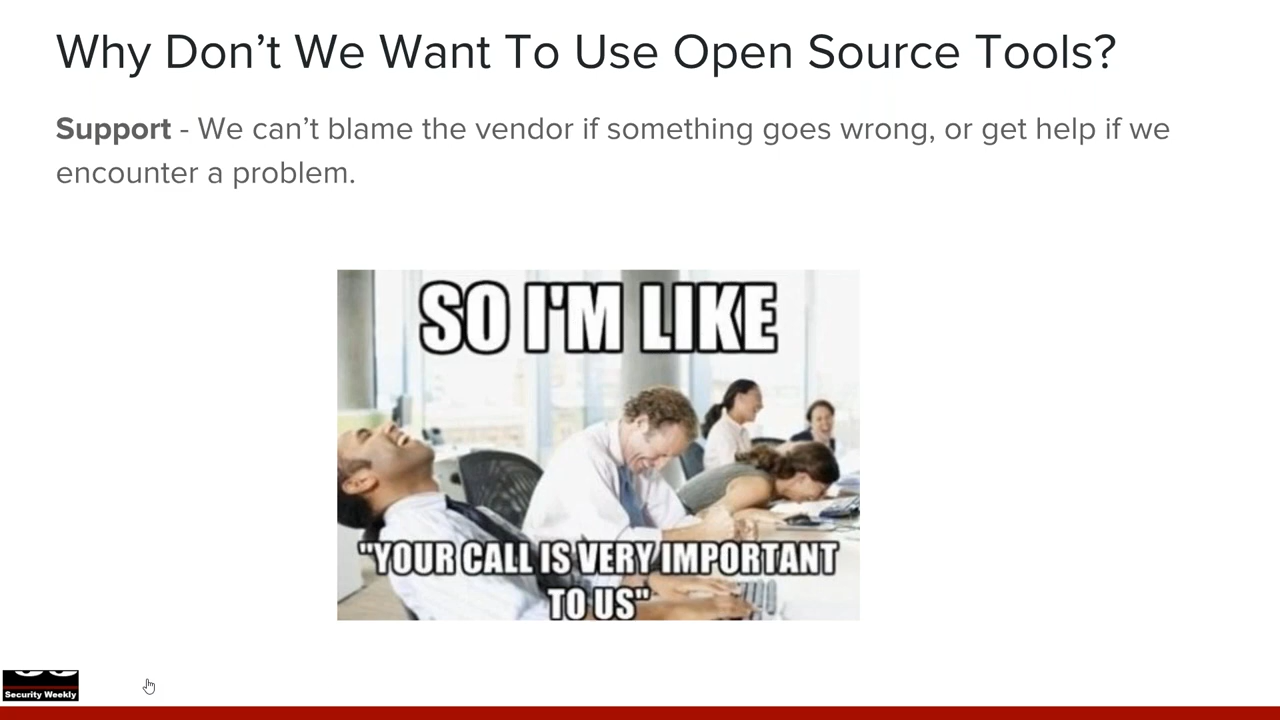 Why Don’t We Want To Use Open Source Tools?
Support - We can’t blame the vendor if something goes wrong, or get help if we
encounter a problem.
SO I'M LIKE
"YOUR CALL IS VERY IMPORTANT
TO US"
Security Weekly